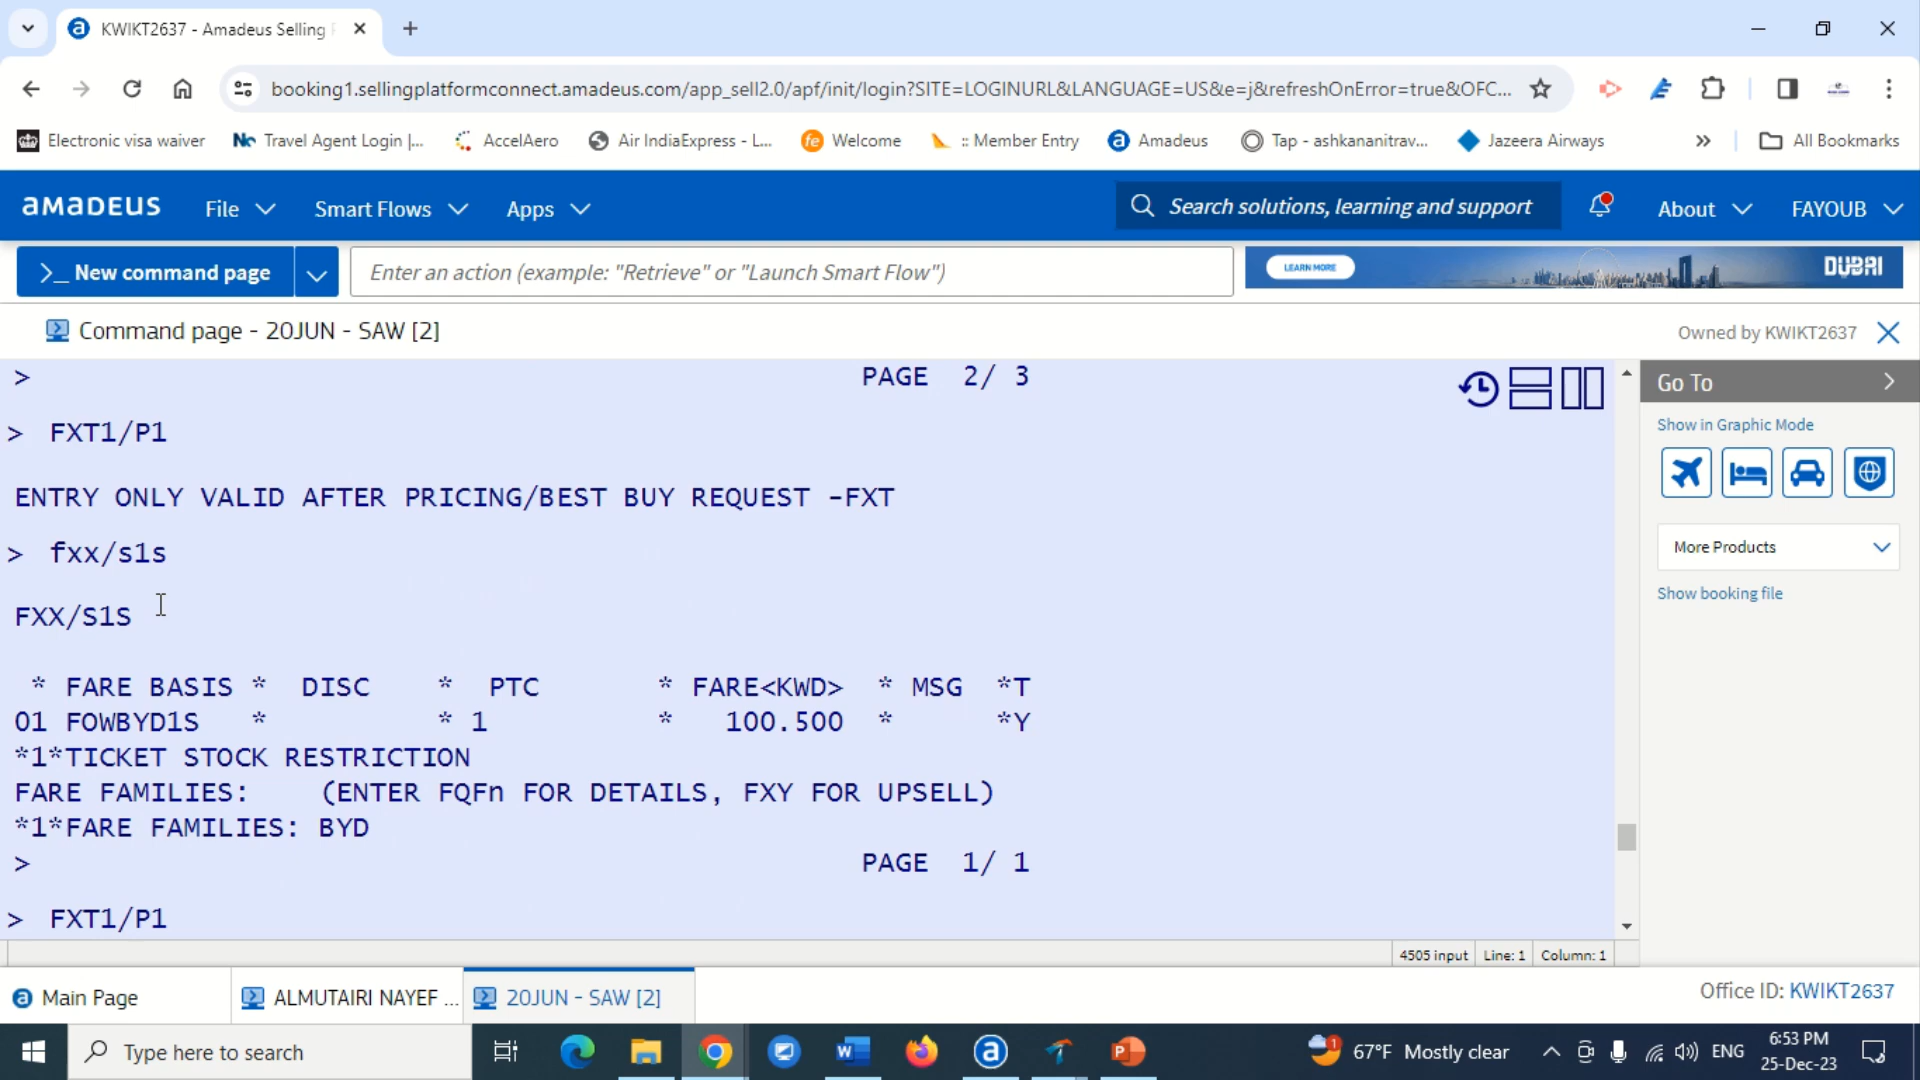 KWIKT2637 - Amadeus Selling
booking1.sellingplatformconnect.amadeus.com/app_sell2.0/apf/init/login?SITE=LOGINURL&LANGUAGE=US&e=j&refreshOnError=true&OFC...
Electronic visa waiver Travel Agent Login |... AccelAero Air IndiaExpress - L... Welcome :: Member Entry Amadeus Tap - ashkananitrav... Jazeera Airways » All Bookmarks
amadeus File Smart Flows Apps Search solutions, learning and support About FAYOUB
>_ New command page Enter an action (example: "Retrieve" or "Launch Smart Flow") LEARN MORE DUBAI
Command page - 20JUN - SAW [2] Owned by KWIKT2637
> PAGE 2/ 3
Go To
> FXT1/P1
Show in Graphic Mode
ENTRY ONLY VALID AFTER PRICING/BEST BUY REQUEST -FXT
> fxx/s1s
More Products
FXX/S1S
Show booking file
* FARE BASIS * DISC * PTC * FARE<KWD> * MSG *T
01 FOWBYD1S * * 1 * 100.500 * *Y
*1*TICKET STOCK RESTRICTION
FARE FAMILIES: (ENTER FQFn FOR DETAILS, FXY FOR UPSELL)
*1*FARE FAMILIES: BYD
> PAGE 1/ 1
> FXT1/P1
4505 input Line: 1 Column: 1
Main Page ALMUTAIRI NAYEF ... 20JUN - SAW [2] Office ID: KWIKT2637
Type here to search 67°F Mostly clear ENG 6:53 PM
25-Dec-23